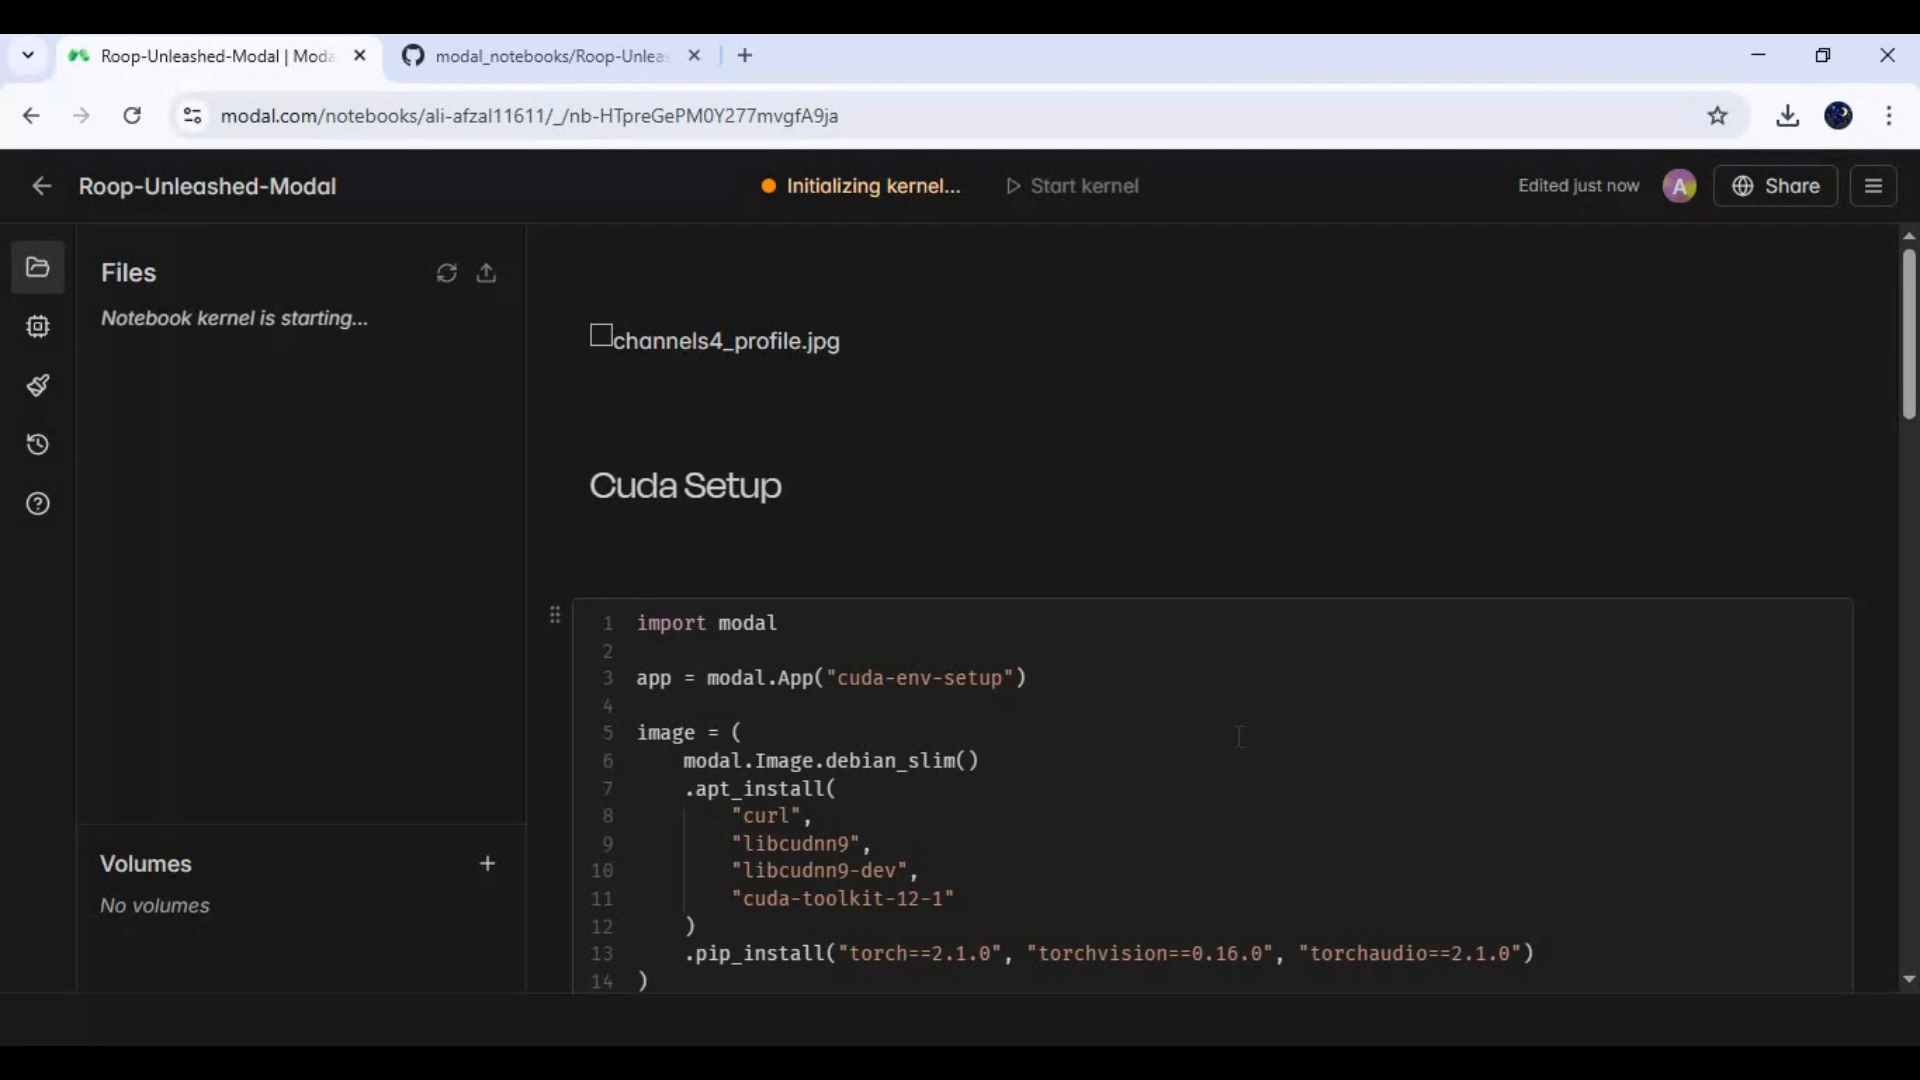 Roop-Unleashed-Modal | Moda
modal_notebooks/Roop-Unleas
modal.com/notebooks/ali-afzal11611/_/nb-HTpreGePM0Y277mvgfA9ja
Roop-Unleashed-Modal
Initializing kernel...
Start kernel
Edited just now
A
Share
Files
Notebook kernel is starting...
channels4_profile.jpg
Cuda Setup
1 import modal
2
3 app = modal.App("cuda-env-setup")
4
5 image = (
6 modal.Image.debian_slim()
7 .apt_install(
8 "curl",
9 "libcudnn9",
10 "libcudnn9-dev",
11 "cuda-toolkit-12-1"
12 )
13 .pip_install("torch==2.1.0", "torchvision==0.16.0", "torchaudio==2.1.0")
14 )
Volumes
No volumes